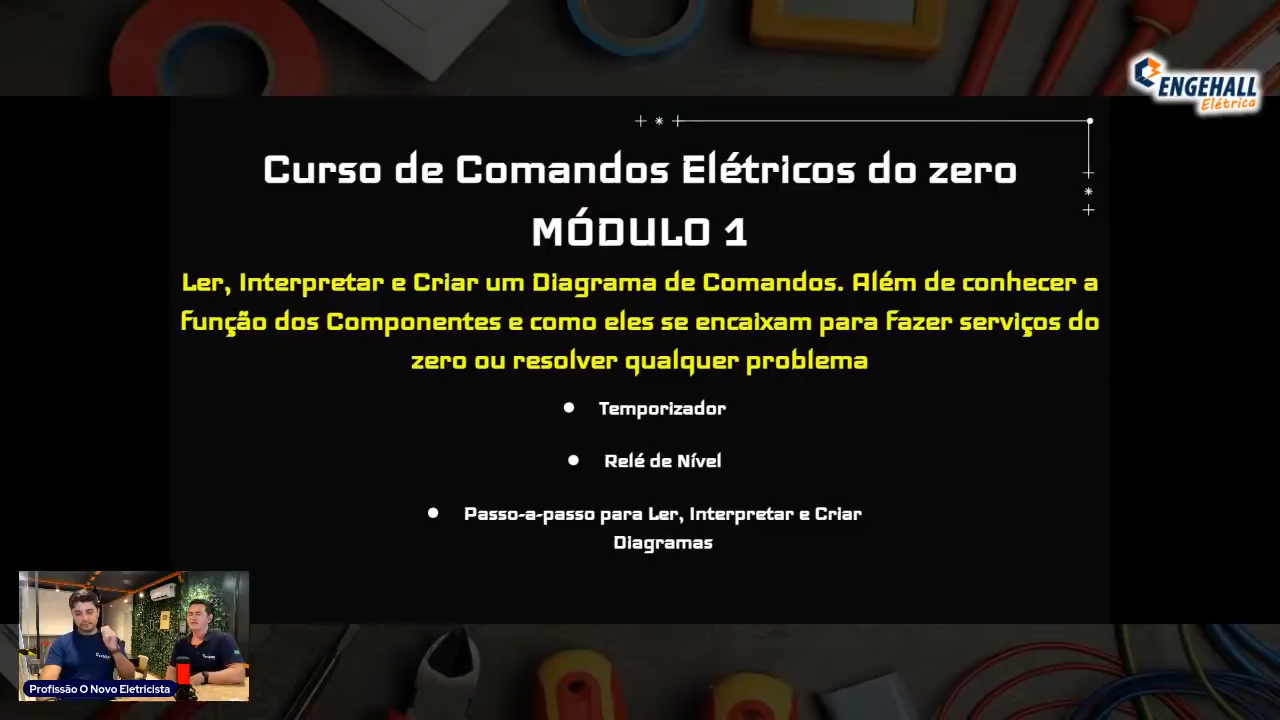 ENGEHALL
Elétrica
Curso de Comandos Elétricos do zero
MÓDULO 1
Ler, Interpretar e Criar um Diagrama de Comandos. Além de conhecer a
Função dos Componentes e como eles se encaixam para Fazer serviços do
zero ou resolver qualquer problema
Temporizador
Relé de Nível
Passo-a-passo para Ler, Interpretar e Criar
Diagramas
Profissão O Novo Eletricista